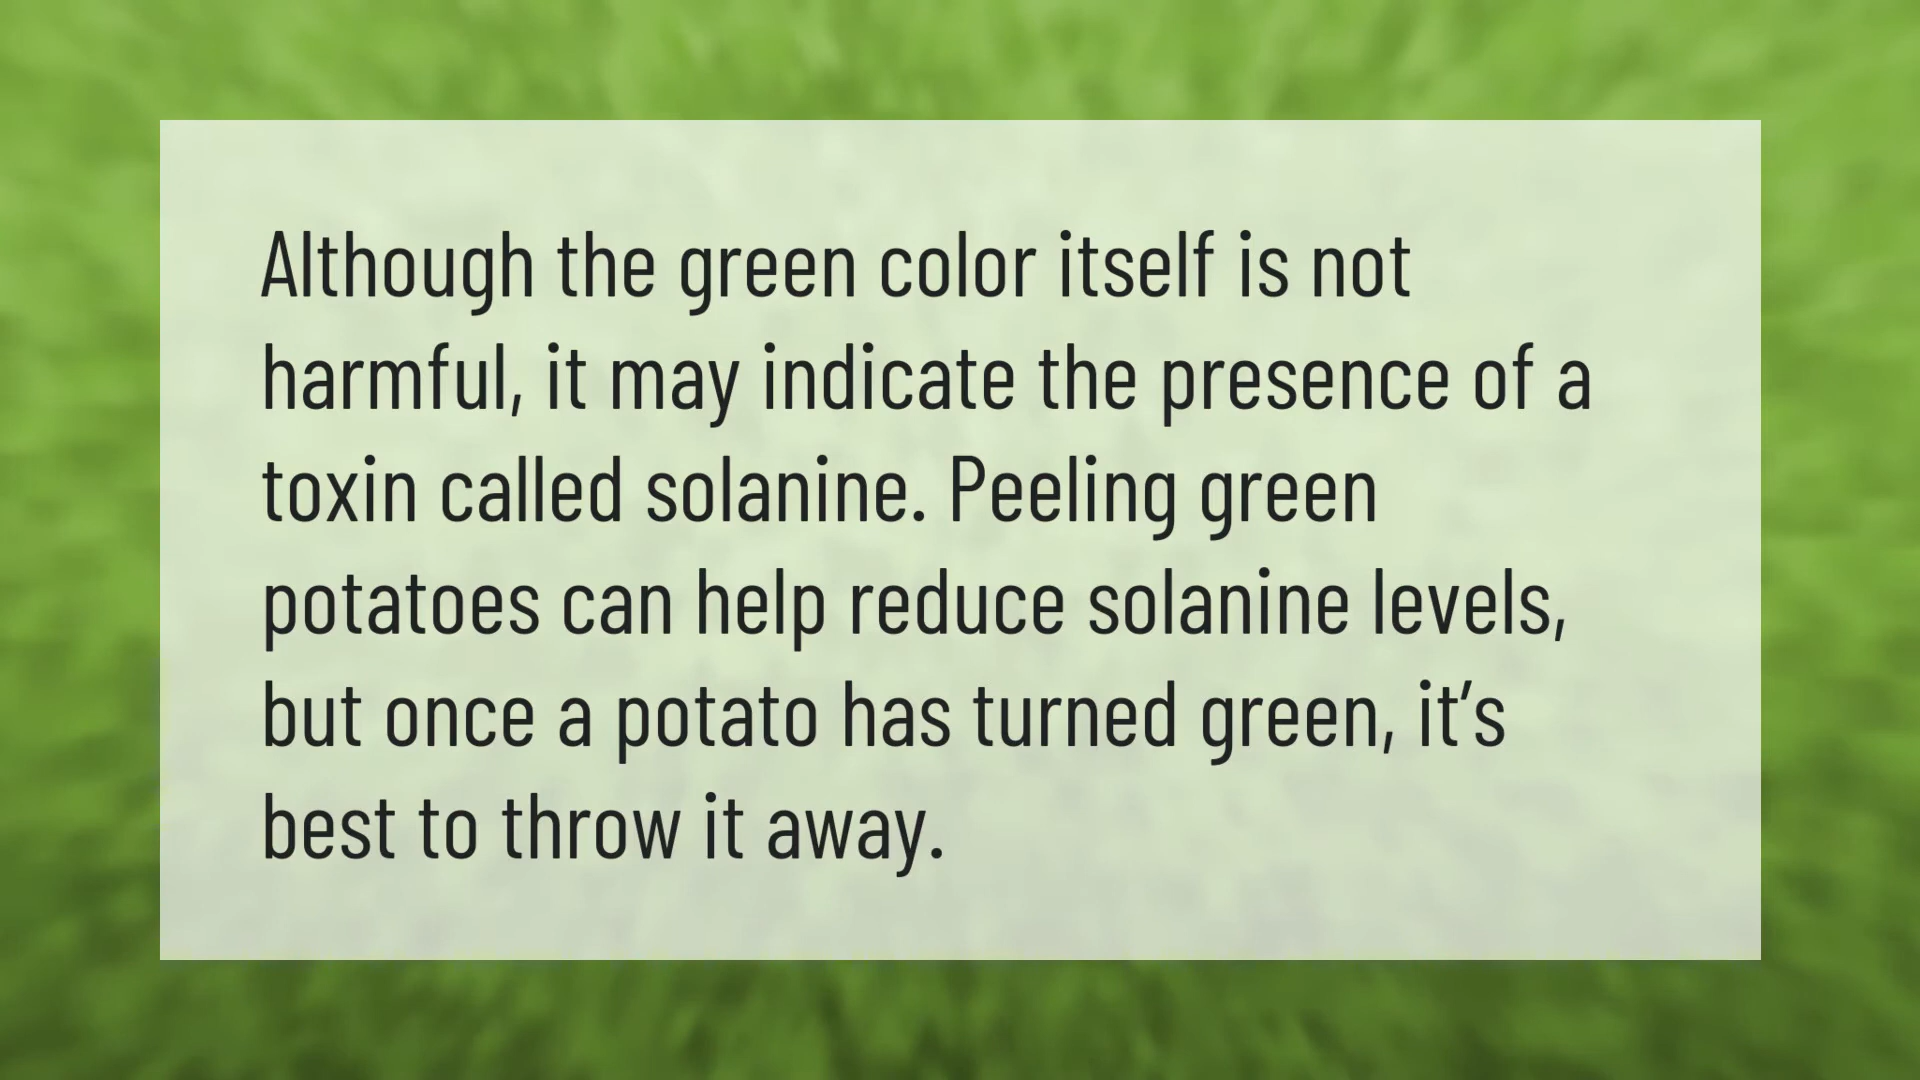 Although the green color itself is not
harmful, it may indicate the presence of a
toxin called solanine. Peeling green
potatoes can help reduce solanine levels,
but once a potato has turned green, it’s
best to throw it away.